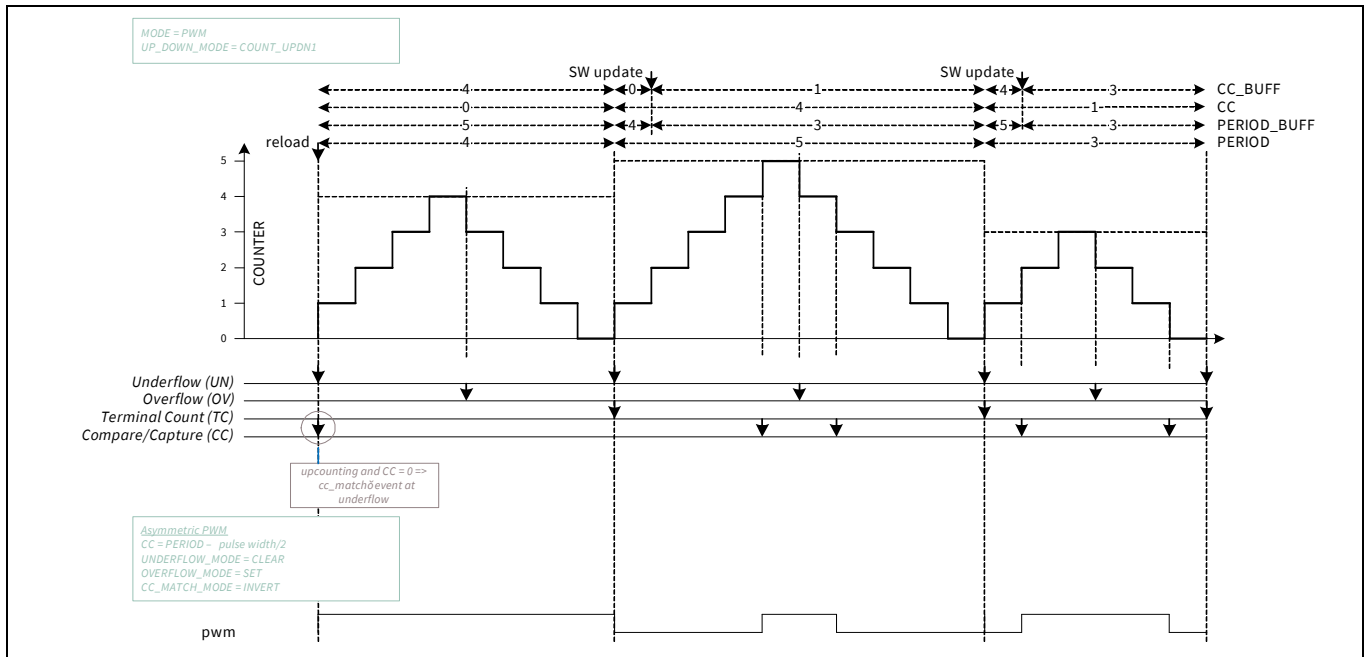 MODE = PWM
UP_DOWN_MODE = COUNT_UPDN1
SW update SW update
4 0 1 4 3 CC_BUFF
0 4 1 CC
5 4 3 5 3 PERIOD_BUFF
reload 4 5 3 PERIOD
5
4
3
2
1
0
COUNTER
Underflow (UN)
Overflow (OV)
Terminal Count (TC)
Compare/Capture (CC)
upcounting and CC = 0 =>
cc_matchõevent at
underflow
Asymmetric PWM
CC = PERIOD – pulse width/2
UNDERFLOW_MODE = CLEAR
OVERFLOW_MODE = SET
CC_MATCH_MODE = INVERT
pwm